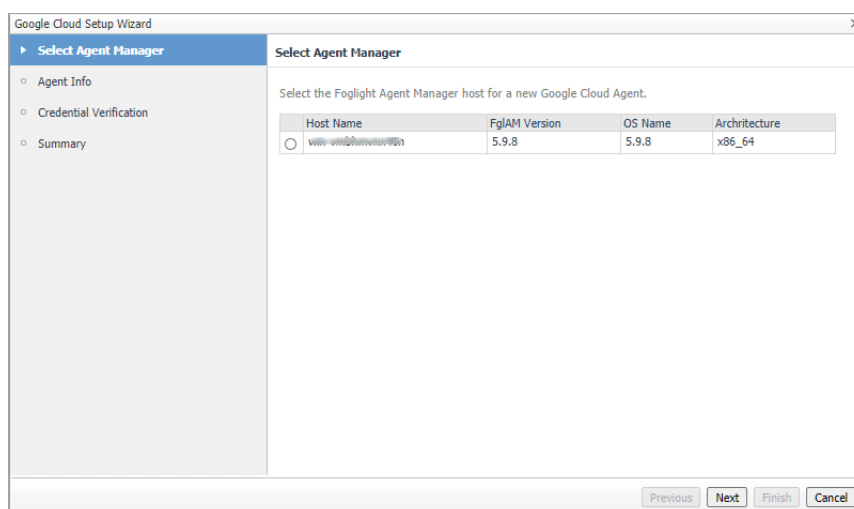 Google Cloud Setup Wizard
Select Agent Manager
Agent Info
Credential Verification
Summary
Select Agent Manager
Select the Foglight Agent Manager host for a new Google Cloud Agent.
Host Name FglAM Version OS Name Archritecture
5.9.8 5.9.8 x86_64
Previous Next Finish Cancel